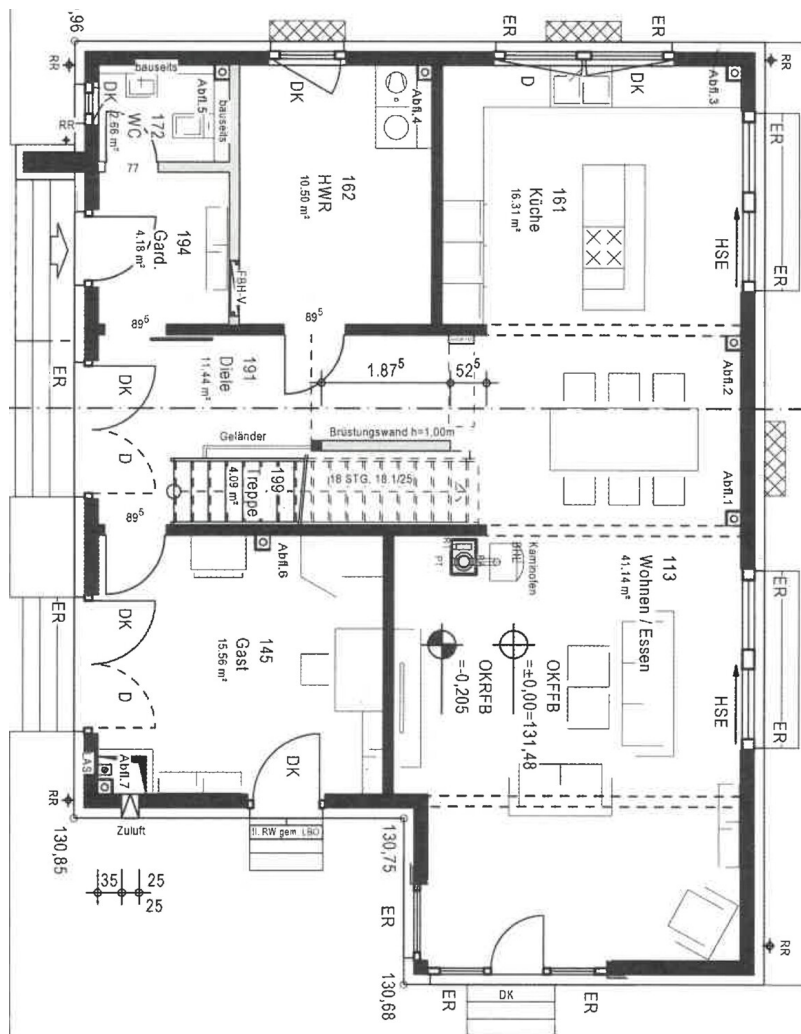 ,96
ER
ER
RR
bauseits
Abfl.5
bauseits
DK
172
WC
2.66 m²
RR
77
DK
Abfl.4
162
HWR
10.50 m²
D
DK
Abfl.3
RR
ER
161
Küche
16.31 m²
HSE
ER
194
Gard.
4.18 m²
FBH-V
89⁵
89⁵
191
Diele
11.44 m²
1.87⁵
52⁵
Abfl.2
ER
DK
D
Geländer
Brüstungswand h=1,00m
199
Treppe
4.09 m²
18 STG. 18.1/25
Abfl.1
89⁵
Abfl.6
PT
Kaminofen
113
Wohnen / Essen
41.14 m²
ER
ER
DK
D
145
Gast
15.56 m²
OKRFB
=-0,205
OKFFB
=±0,00=131,48
HSE
ER
DK
Abfl.7
LAS
RR
Zuluft
II. RW gem. LBO
130,85
130,75
35
25
25
ER
RR
130,68
ER
DK
ER